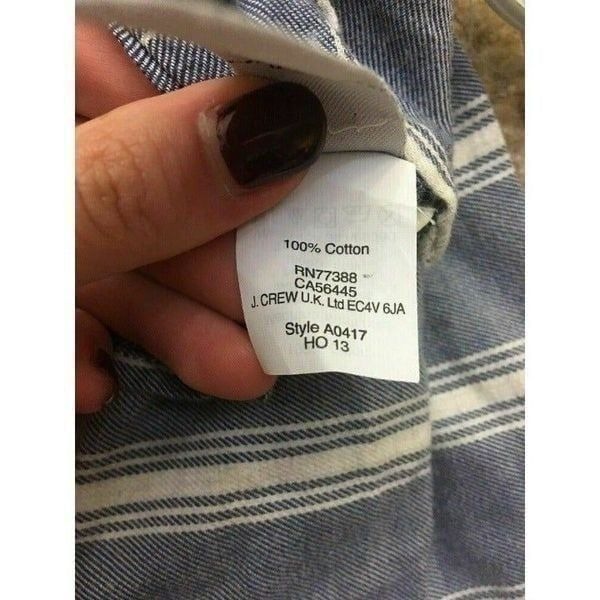 100% Cotton
RN77388
CA56445
J. CREW U.K. Ltd EC4V 6JA
Style A0417
HO 13